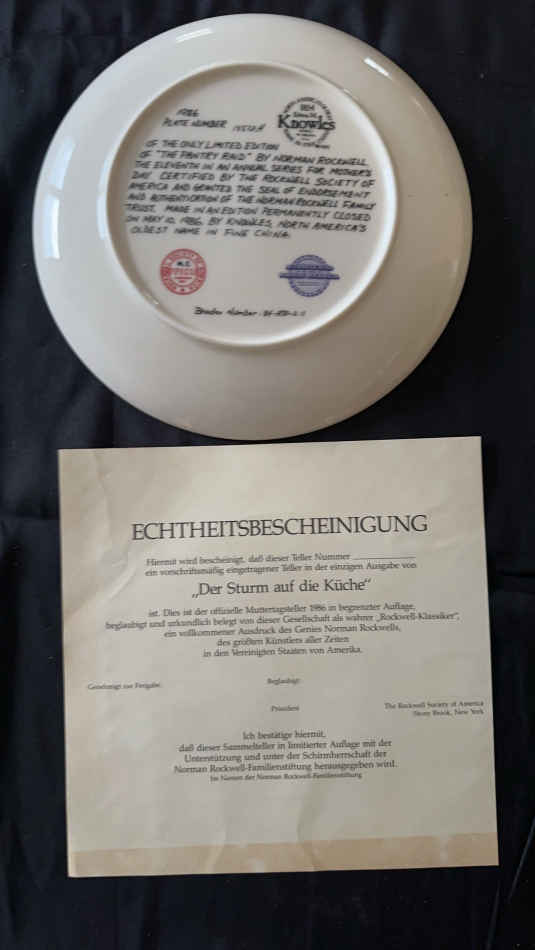 1986
PLATE NUMBER
Edwin M.
Knowles
OF THE ONLY LIMITED EDITION
OF "THE PANTRY RAID" BY NORMAN ROCKWELL
THE ELEVENTH IN AN ANNUAL SERIES FOR MOTHER'S
DAY CERTIFIED BY THE ROCKWELL SOCIETY OF
AMERICA AND GRANTED THE SEAL OF ENDORSEMENT
AND AUTHENTICATION OF THE NORMAN ROCKWELL FAMILY
TRUST. MADE IN AN EDITION PERMANENTLY CLOSED
ON MAY 10, 1986, BY KNOWLES, NORTH AMERICA'S
OLDEST NAME IN FINE CHINA.
Bradex Number:
ECHTHEITSBESCHEINIGUNG
Hiermit wird bescheinigt, daß dieser Teller Nummer
ein vorschriftsmäßig eingetragener Teller in der einzigen Ausgabe von
„Der Sturm auf die Küche“
ist. Dies ist der offizielle Muttertagsteller 1986 in begrenzter Auflage,
beglaubigt und urkundlich belegt von dieser Gesellschaft als wahrer „Rockwell-Klassiker“,
ein vollkommener Ausdruck des Genies Norman Rockwells,
des größten Künstlers aller Zeiten
in den Vereinigten Staaten von Amerika.
Genehmigt zur Freigabe:
Beglaubigt:
Präsident
The Rockwell Society of America
Stony Brook, New York
Ich bestätige hiermit,
daß dieser Sammelteller in limitierter Auflage mit der
Unterstützung und unter der Schirmherrschaft der
Norman Rockwell-Familienstiftung herausgegeben wird.
Im Namen der Norman Rockwell-Familienstiftung